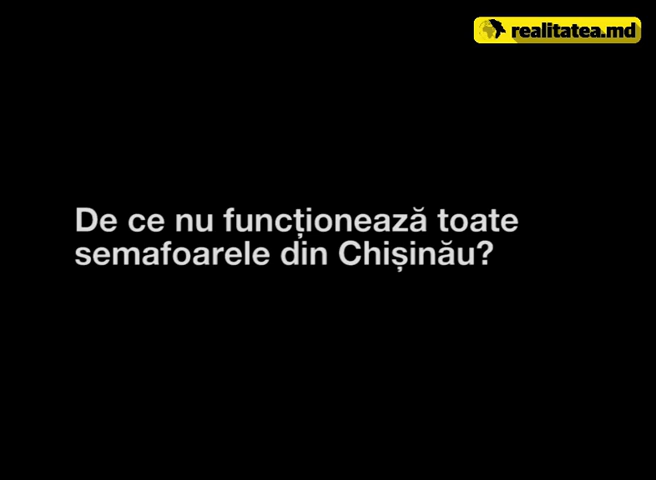 realitatea.md
De ce nu funcționează toate
semafoarele din Chișinău?